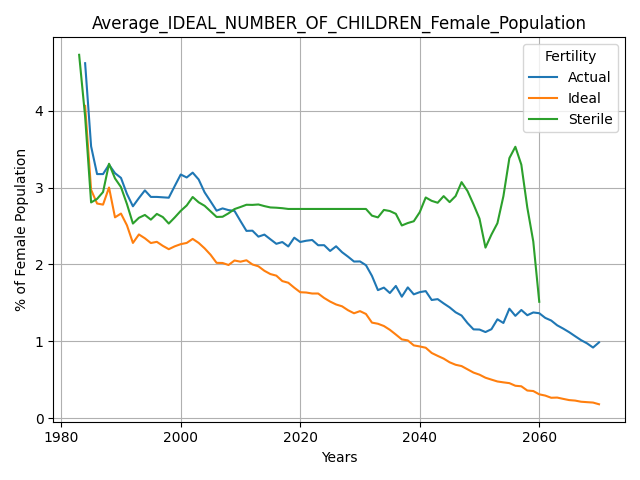 Average_IDEAL_NUMBER_OF_CHILDREN_Female_Population
Fertility
Actual
Ideal
Sterile
% of Female Population
4
3
2
1
0
1980 2000 2020 2040 2060
Years